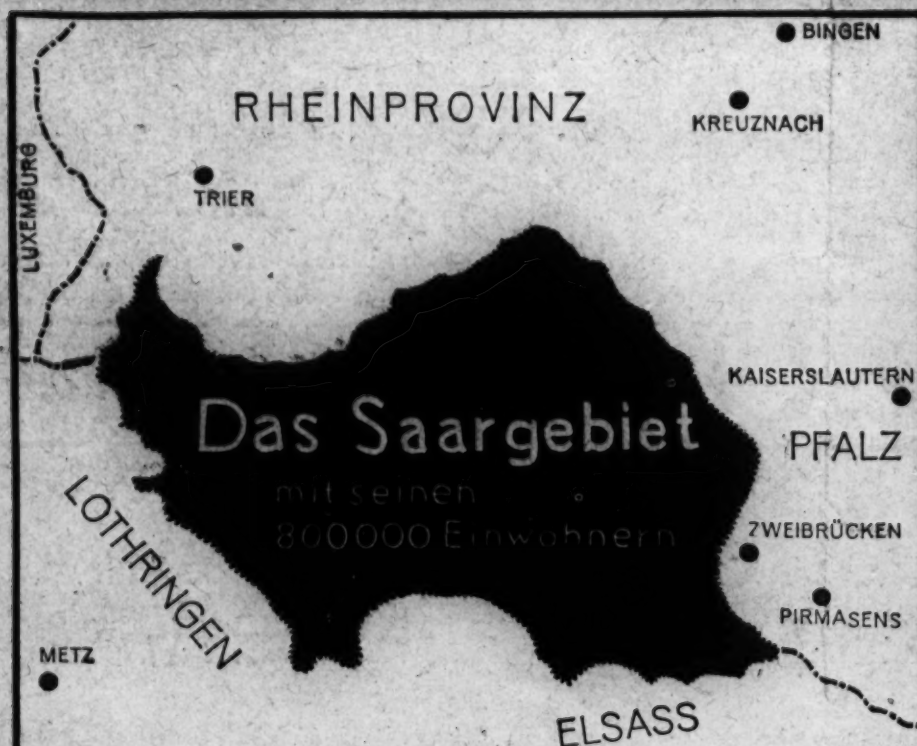 BINGEN
RHEINPROVINZ
KREUZNACH
LUXEMBURG
TRIER
KAISERSLAUTERN
Das Saargebiet
PFALZ
mit seinen
800000 Einwohnern
LOTHRINGEN
ZWEIBRÜCKEN
PIRMASENS
METZ
ELSASS